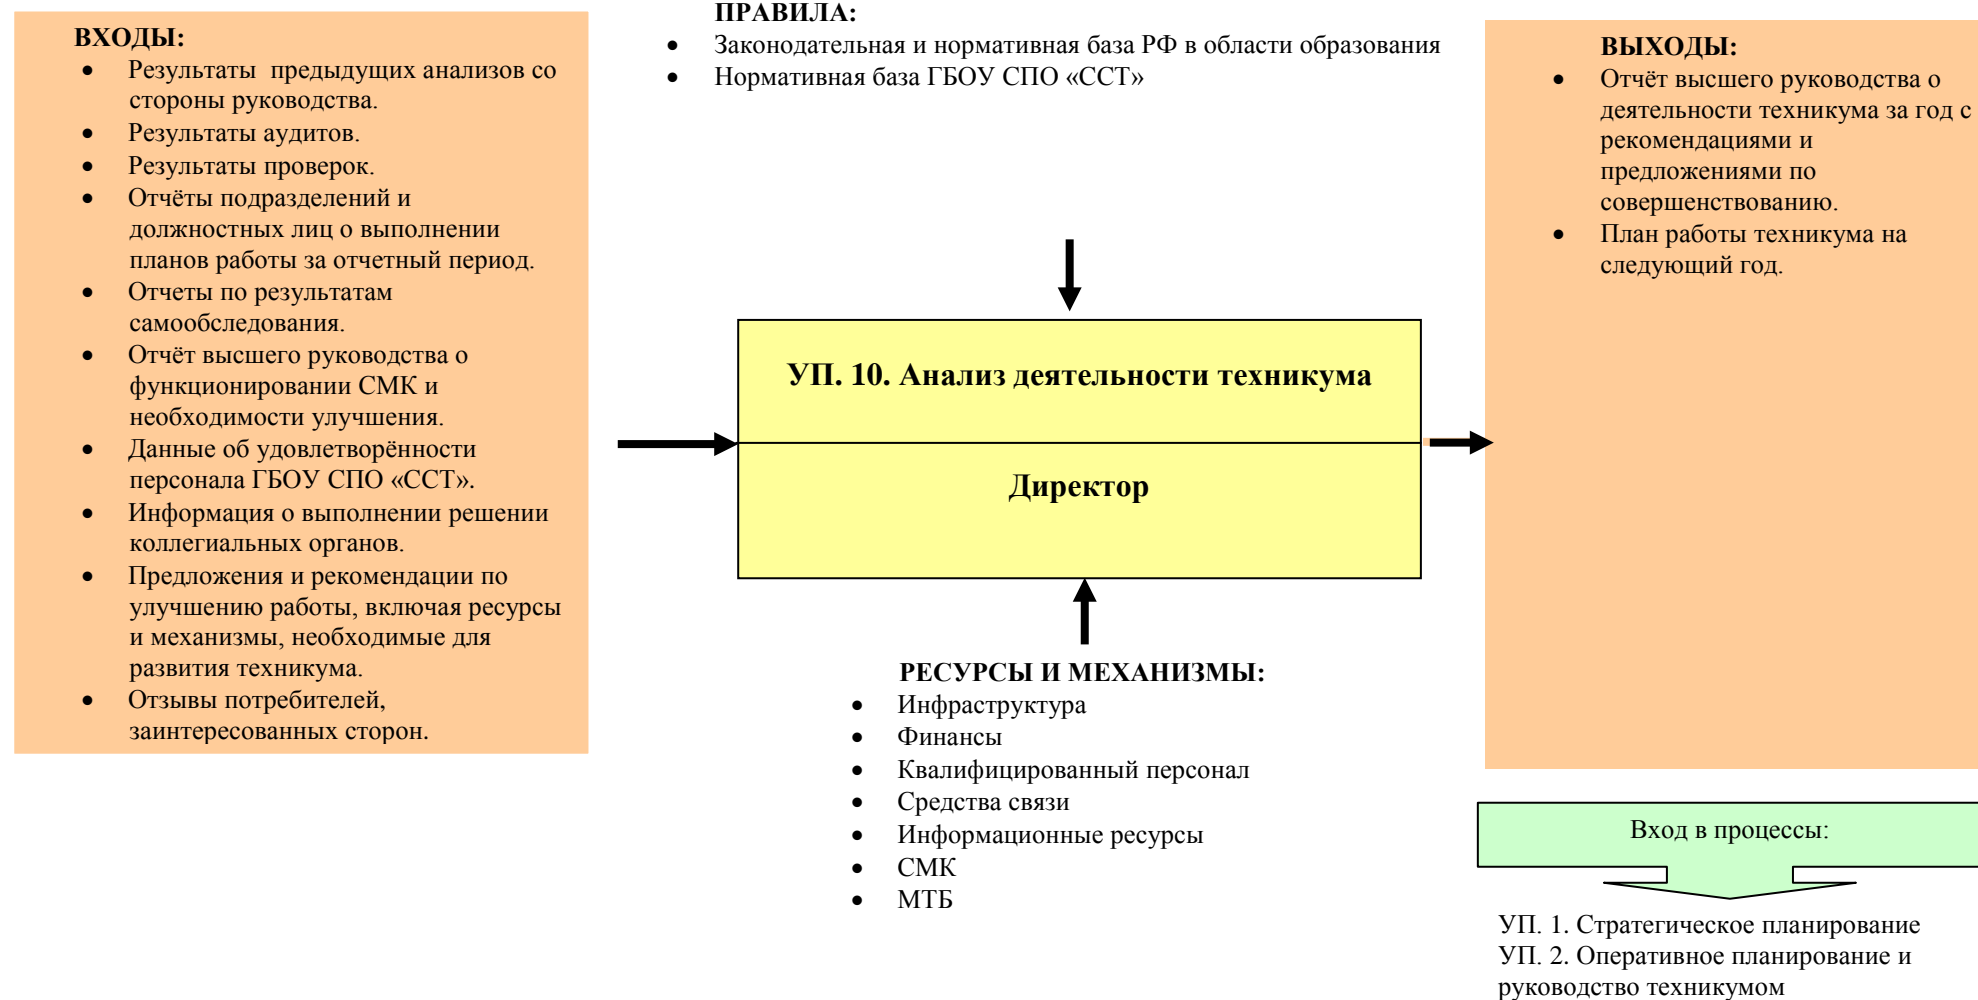 ВХОДЫ:
• Результаты предыдущих анализов со
стороны руководства.
• Результаты аудитов.
• Результаты проверок.
• Отчёты подразделений и
должностных лиц о выполнении
планов работы за отчетный период.
• Отчеты по результатам
самообследования.
• Отчёт высшего руководства о
функционировании СМК и
необходимости улучшения.
• Данные об удовлетворённости
персонала ГБОУ СПО «ССТ».
• Информация о выполнении решении
коллегиальных органов.
• Предложения и рекомендации по
улучшению работы, включая ресурсы
и механизмы, необходимые для
развития техникума.
• Отзывы потребителей,
заинтересованных сторон.
ПРАВИЛА:
• Законодательная и нормативная база РФ в области образования
• Нормативная база ГБОУ СПО «ССТ»
УП. 10. Анализ деятельности техникума
Директор
РЕСУРСЫ И МЕХАНИЗМЫ:
• Инфраструктура
• Финансы
• Квалифицированный персонал
• Средства связи
• Информационные ресурсы
• СМК
• МТБ
ВЫХОДЫ:
• Отчёт высшего руководства о
деятельности техникума за год с
рекомендациями и
предложениями по
совершенствованию.
• План работы техникума на
следующий год.
Вход в процессы:
УП. 1. Стратегическое планирование
УП. 2. Оперативное планирование и
руководство техникумом